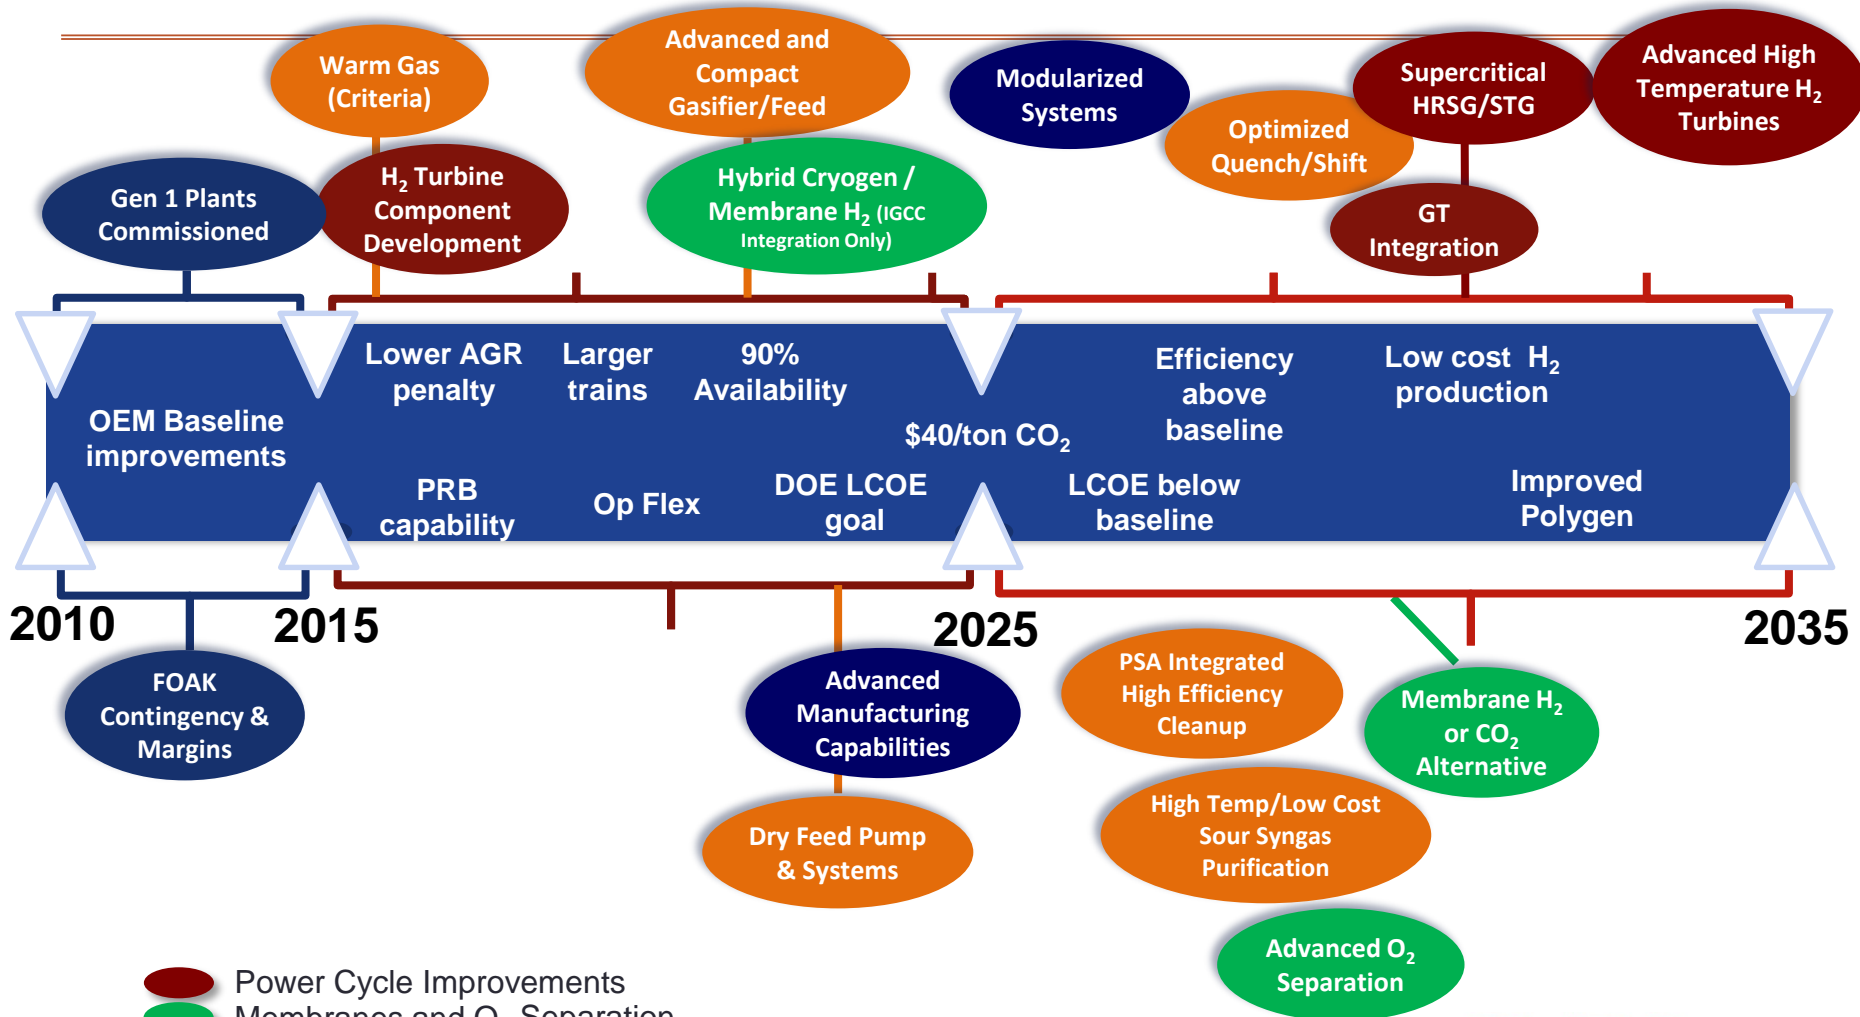 Warm Gas
(Criteria)
Advanced and
Compact
Gasifier/Feed
Modularized
Systems
Optimized
Quench/Shift
Supercritical
HRSG/STG
Advanced High
Temperature H₂
Turbines
Gen 1 Plants
Commissioned
H₂ Turbine
Component
Development
Hybrid Cryogen /
Membrane H₂ (IGCC
Integration Only)
GT
Integration
OEM Baseline
improvements
Lower AGR
penalty
Larger
trains
90%
Availability
$40/ton CO₂
Efficiency
above
baseline
Low cost H₂
production
PRB
capability
Op Flex
DOE LCOE
goal
LCOE below
baseline
Improved
Polygen
2010
2015
2025
2035
FOAK
Contingency &
Margins
Advanced
Manufacturing
Capabilities
Dry Feed Pump
& Systems
PSA Integrated
High Efficiency
Cleanup
Membrane H₂
or CO₂
Alternative
High Temp/Low Cost
Sour Syngas
Purification
Advanced O₂
Separation
Power Cycle Improvements
Membranes and O₂ Separation